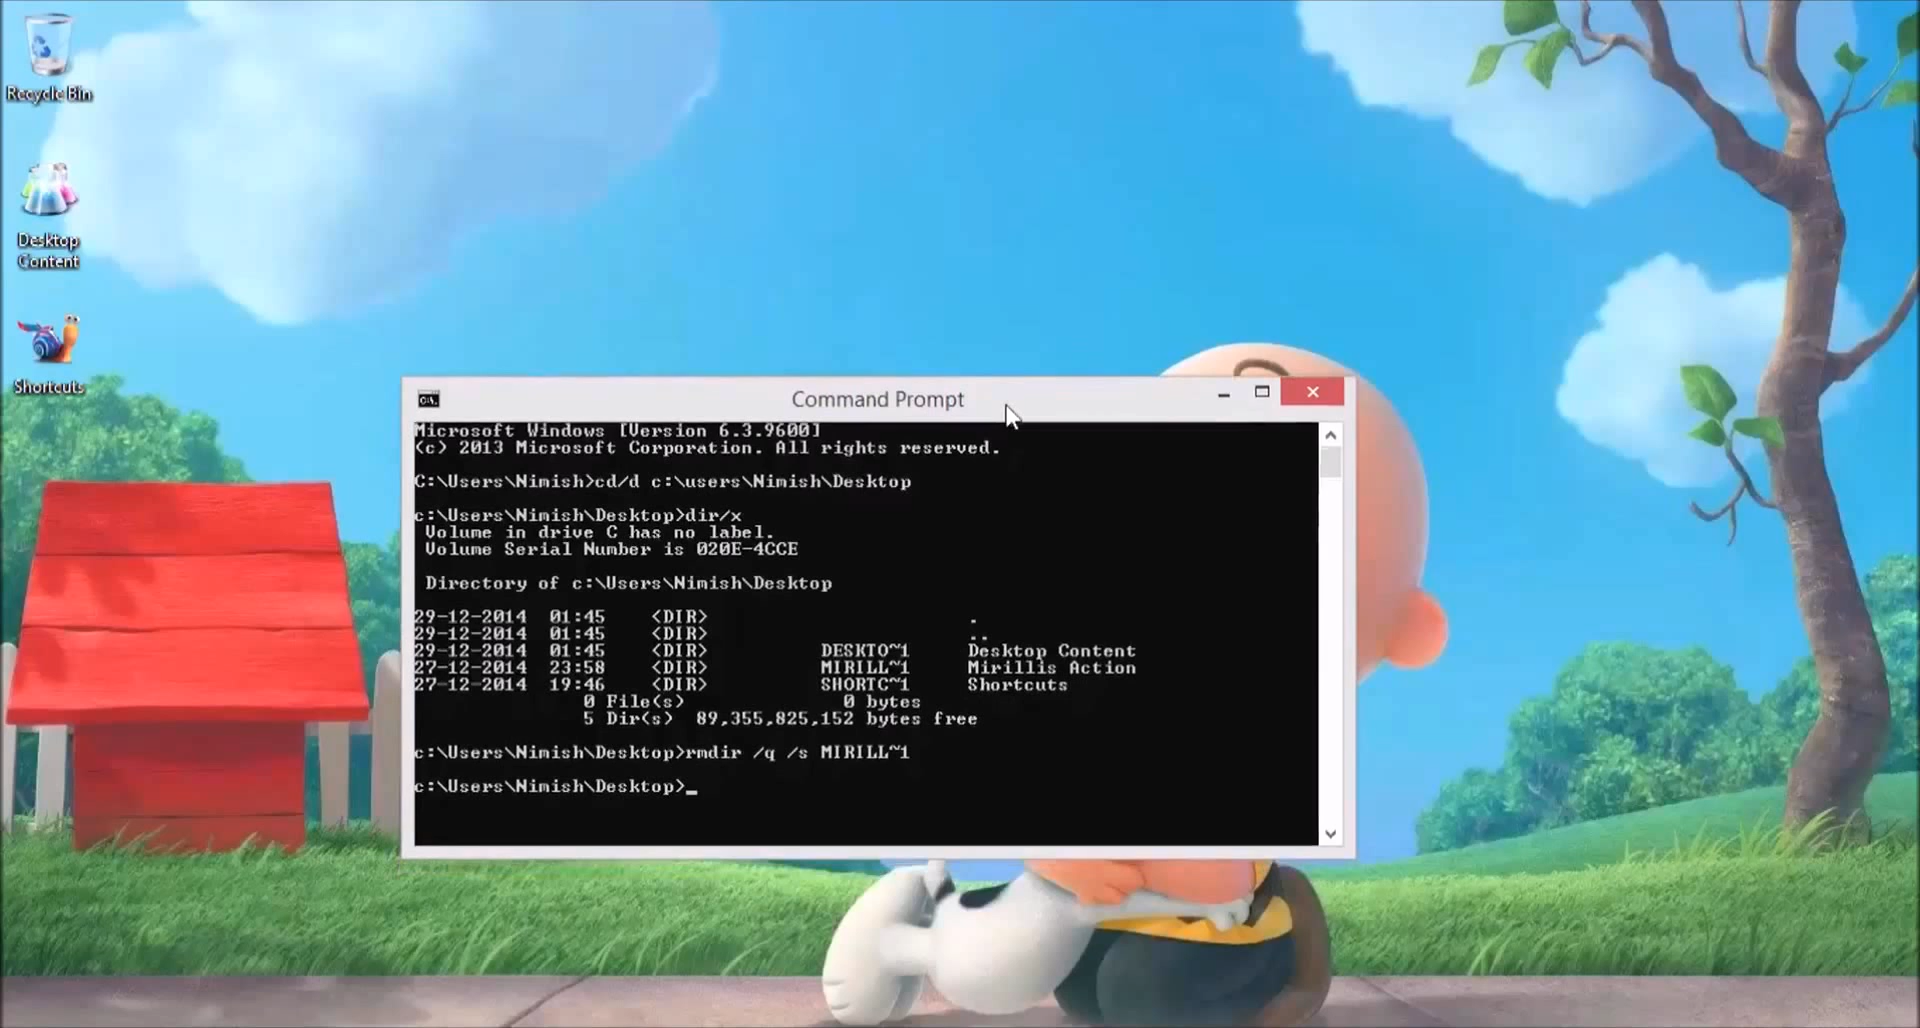 Recycle Bin
Desktop
Content
Shortcuts
Command Prompt
Microsoft Windows [Version 6.3.9600]
(c) 2013 Microsoft Corporation. All rights reserved.
C:\Users\Nimish>cd/d c:\users\Nimish\Desktop
c:\Users\Nimish\Desktop>dir/x
Volume in drive C has no label.
Volume Serial Number is 020E-4CCE
Directory of c:\Users\Nimish\Desktop
29-12-2014 01:45 <DIR> .
29-12-2014 01:45 <DIR> ..
29-12-2014 01:45 <DIR> DESKTO~1 Desktop Content
27-12-2014 23:58 <DIR> MIRILL~1 Mirillis Action
27-12-2014 19:46 <DIR> SHORTC~1 Shortcuts
0 File(s) 0 bytes
5 Dir(s) 89,355,825,152 bytes free
c:\Users\Nimish\Desktop>rmdir /q /s MIRILL~1
c:\Users\Nimish\Desktop>_